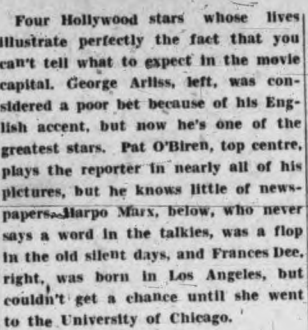 Four Hollywood stars whose lives
illustrate perfectly the fact that you
can't tell what to expect in the movie
capital. George Arliss, left, was con-
sidered a poor bet because of his Eng-
lish accent, but now he's one of the
greatest stars. Pat O'Biren, top centre,
plays the reporter in nearly all of his
pictures, but he knows little of news-
papers. Harpo Marx, below, who never
says a word in the talkies, was a flop
in the old silent days, and Frances Dee,
right, was born in Los Angeles, but
couldn't get a chance until she went
to the University of Chicago.